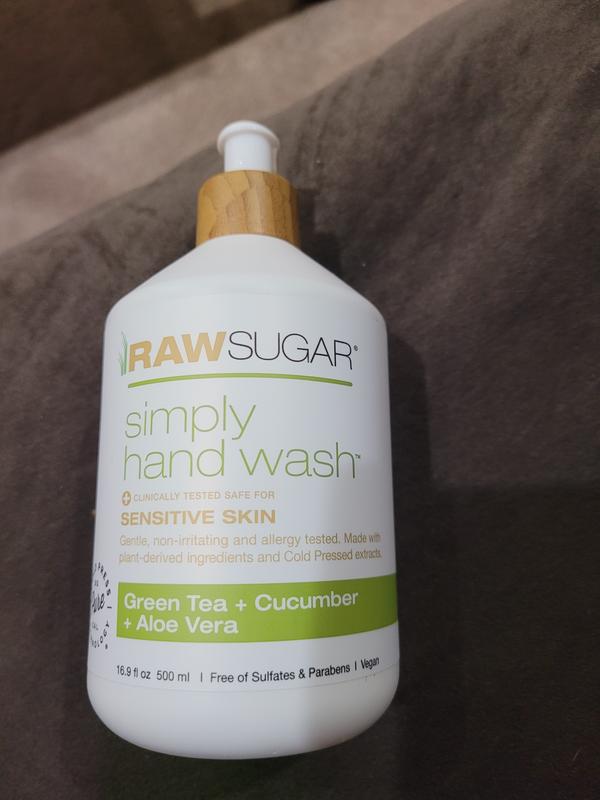 RAWSUGAR®
simply
hand wash™
CLINICALLY TESTED SAFE FOR
SENSITIVE SKIN
Gentle, non-irritating and allergy tested. Made with
plant-derived ingredients and Cold Pressed extracts.
Green Tea + Cucumber
+ Aloe Vera
16.9 fl oz 500 ml | Free of Sulfates & Parabens | Vegan